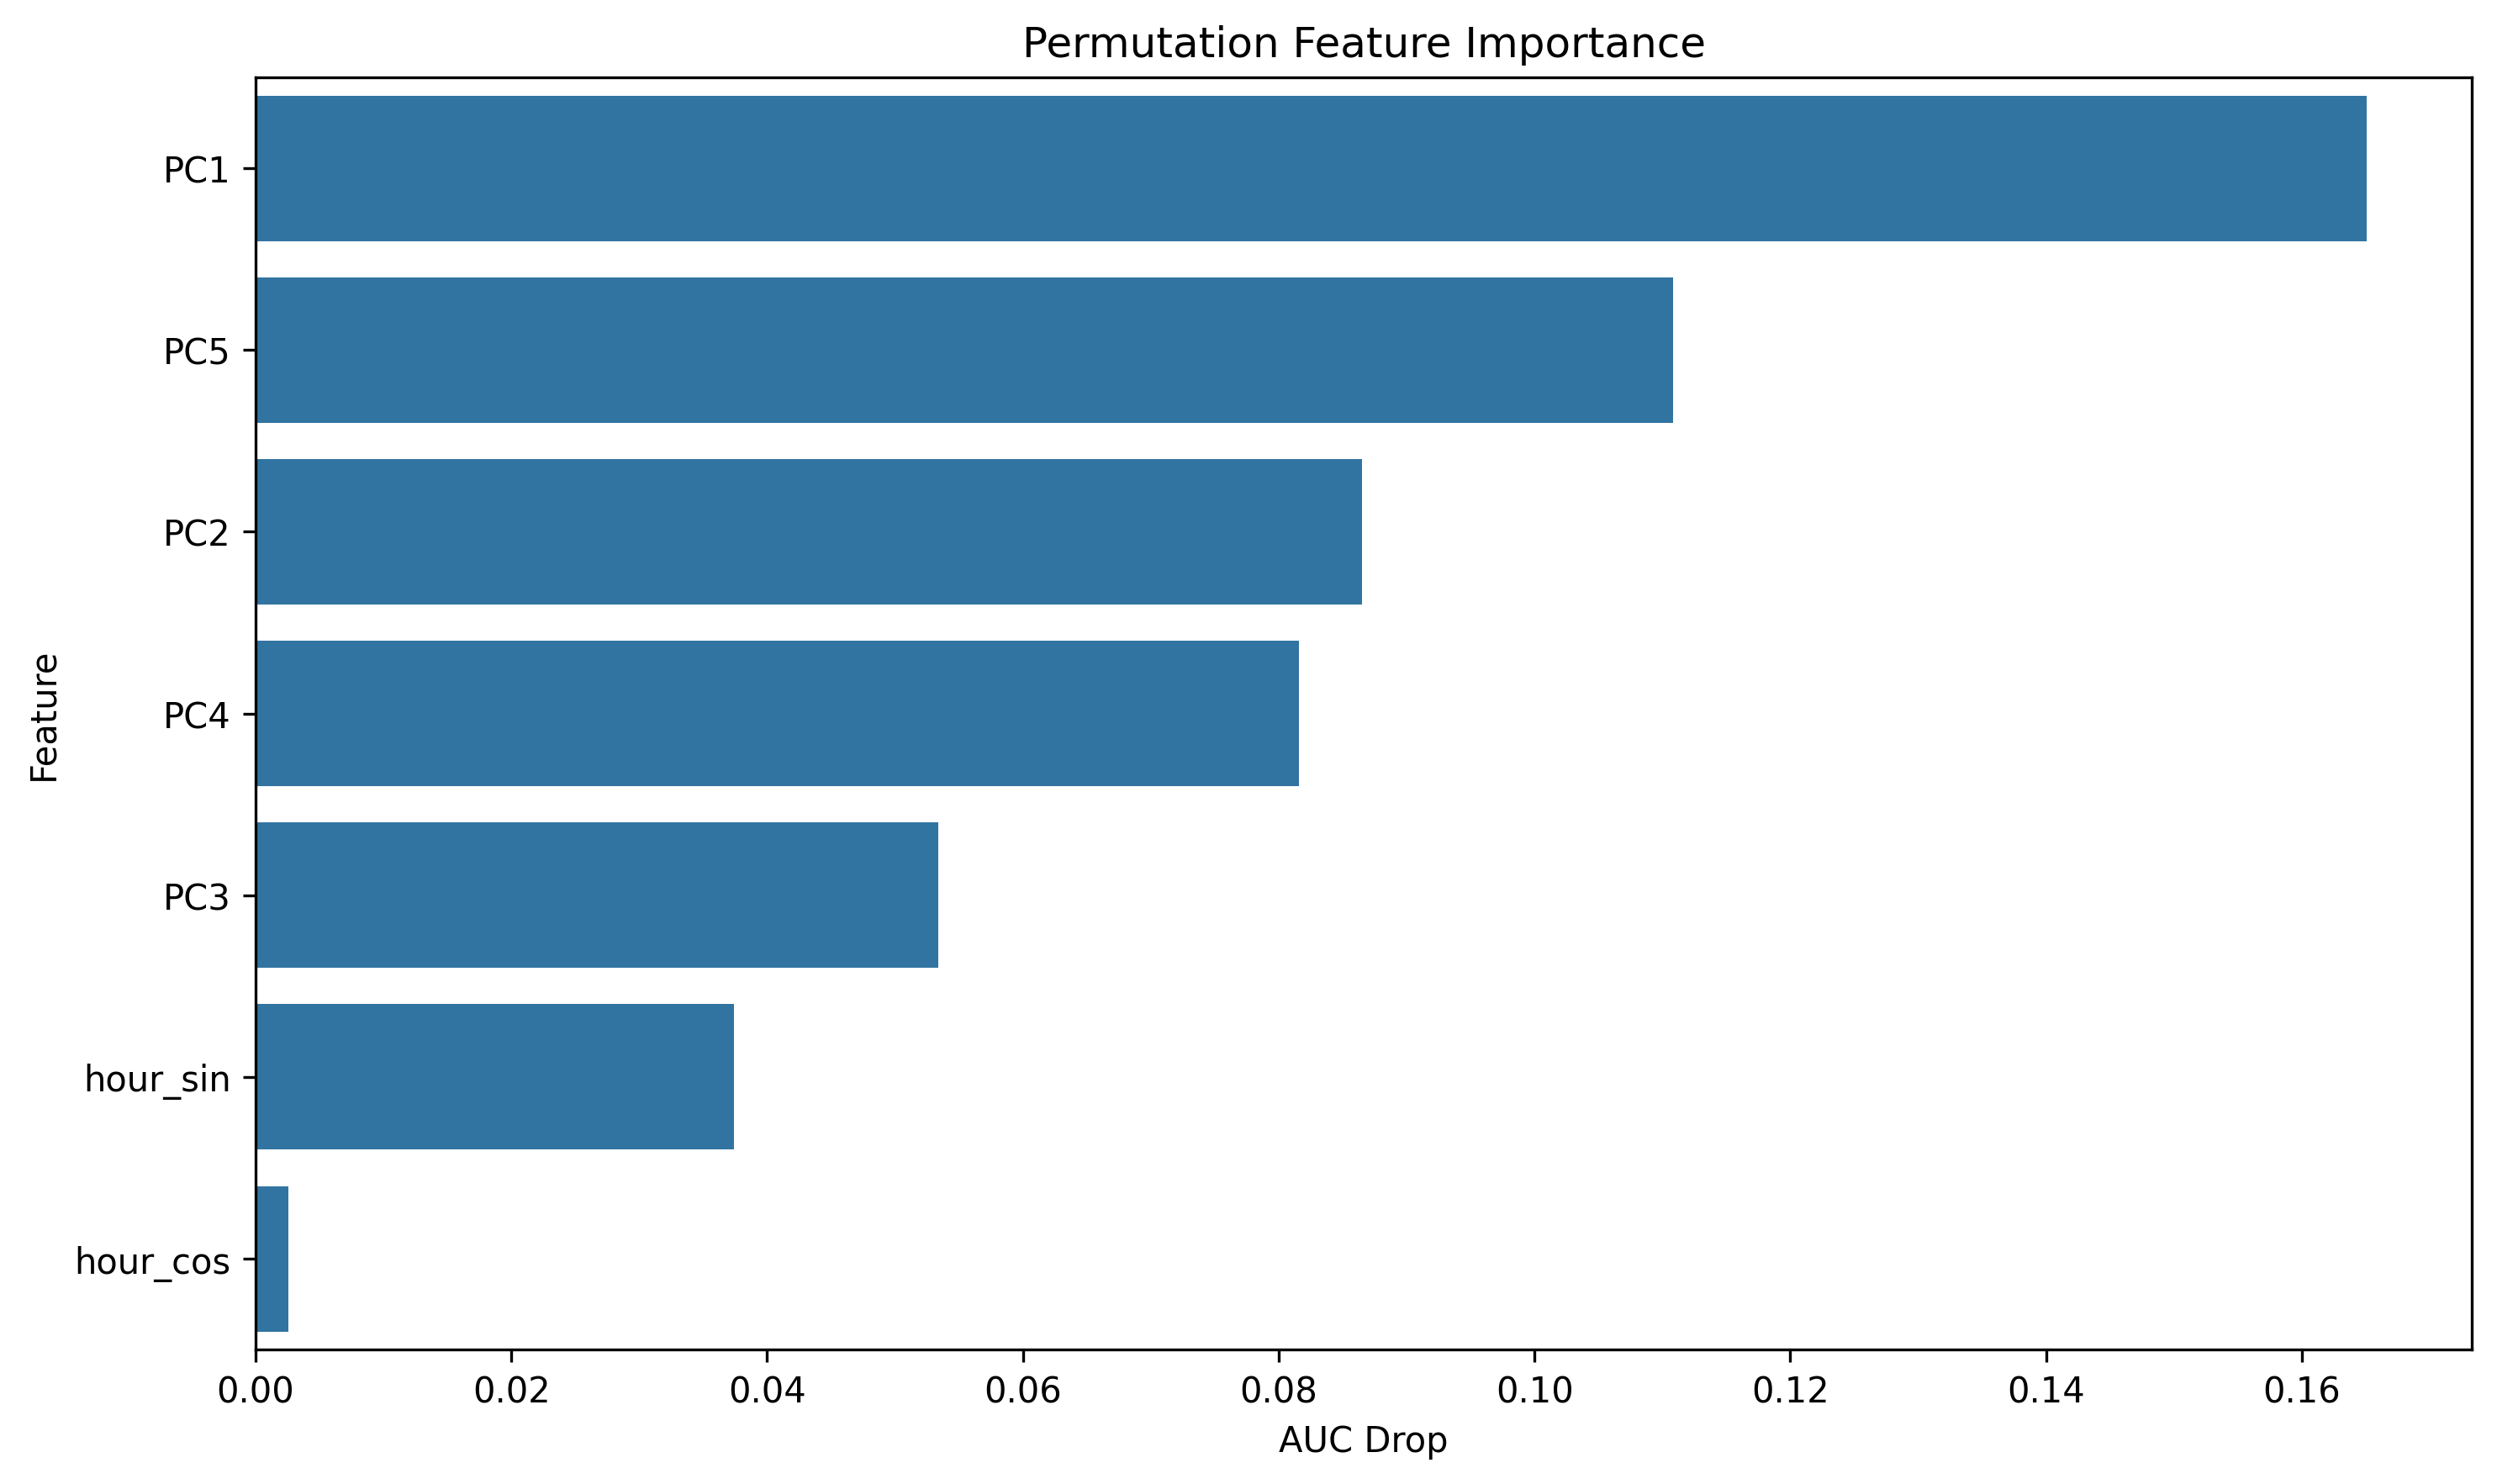 Permutation Feature Importance
Feature
PC1
PC5
PC2
PC4
PC3
hour_sin
hour_cos
0.00 0.02 0.04 0.06 0.08 0.10 0.12 0.14 0.16
AUC Drop